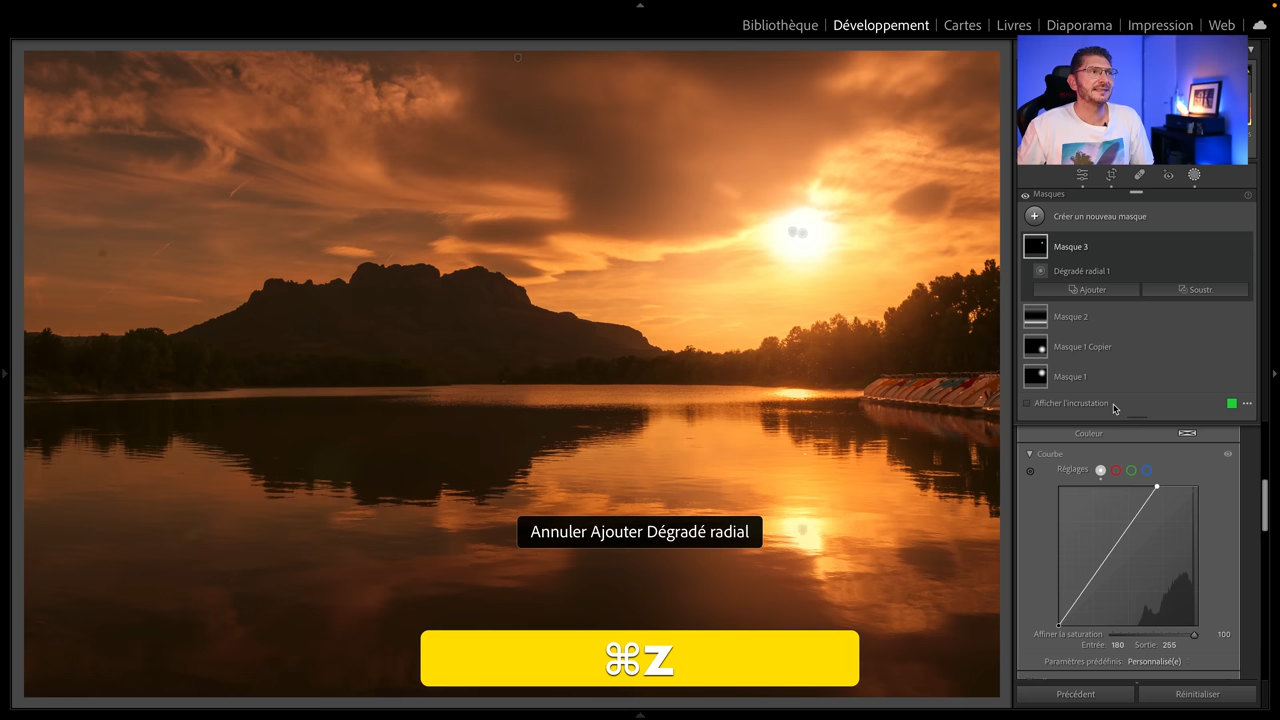 Bibliothèque | Développement | Cartes | Livres | Diaporama | Impression | Web
Masques
Créer un nouveau masque
Masque 3
Dégradé radial 1
Ajouter
Soustr.
Masque 2
Masque 1 Copier
Masque 1
Afficher l'incrustation
Couleur
Courbe
Réglages
Affiner la saturation 100
Entrée: 180 Sortie: 255
Paramètres prédéfinis: Personnalisé(e)
Précédent
Réinitialiser
Annuler Ajouter Dégradé radial
⌘Z